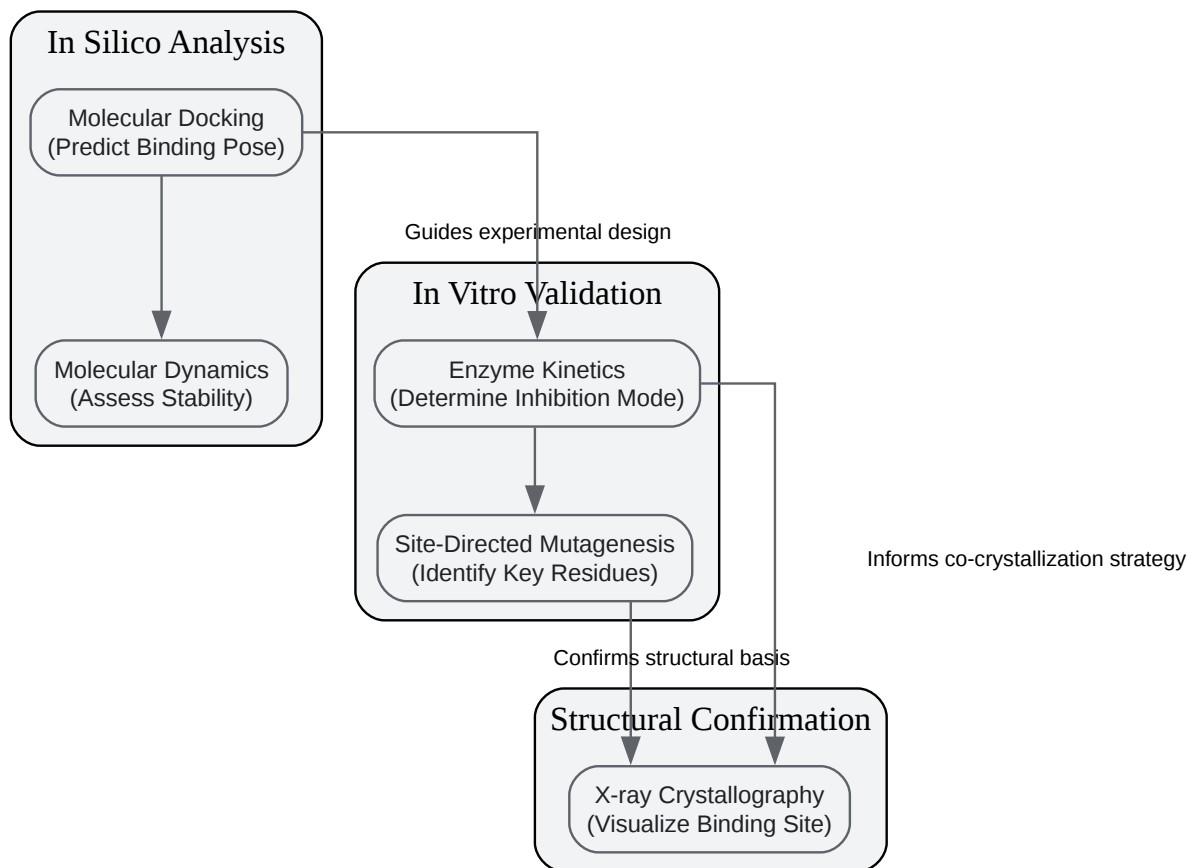 In Silico Analysis
Molecular Docking
(Predict Binding Pose)
Guides experimental design
In Vitro Validation
Molecular Dynamics
(Assess Stability)
Enzyme Kinetics
(Determine Inhibition Mode)
Site-Directed Mutagenesis
(Identify Key Residues)
Informs co-crystallization strategy
Confirms structural basis
Structural Confirmation
X-ray Crystallography
(Visualize Binding Site)